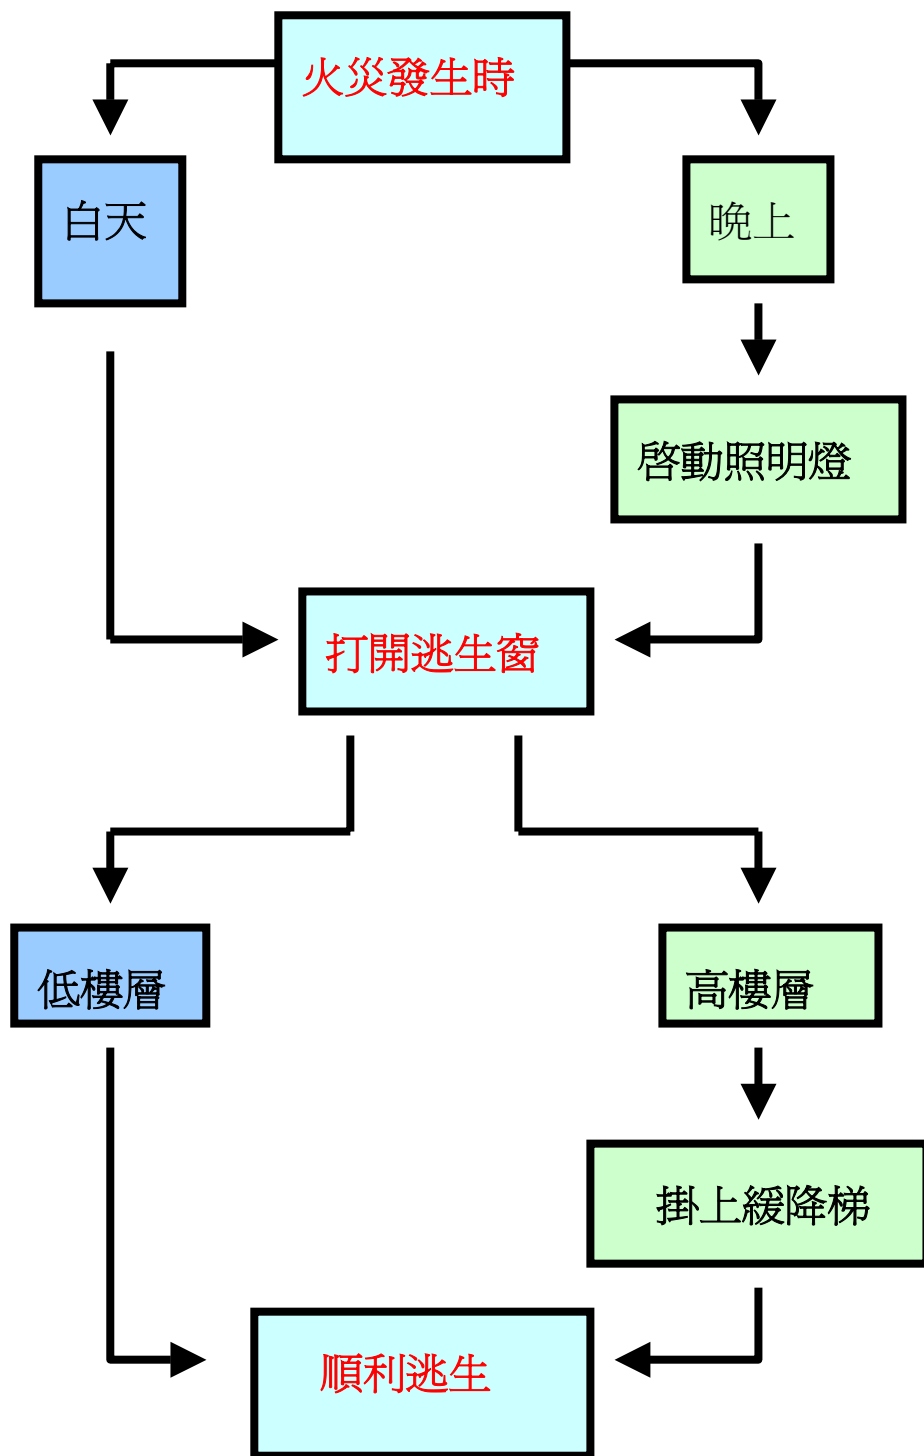 火災發生時
白天
晚上
啓動照明燈
打開逃生窗
低樓層
高樓層
掛上緩降梯
順利逃生